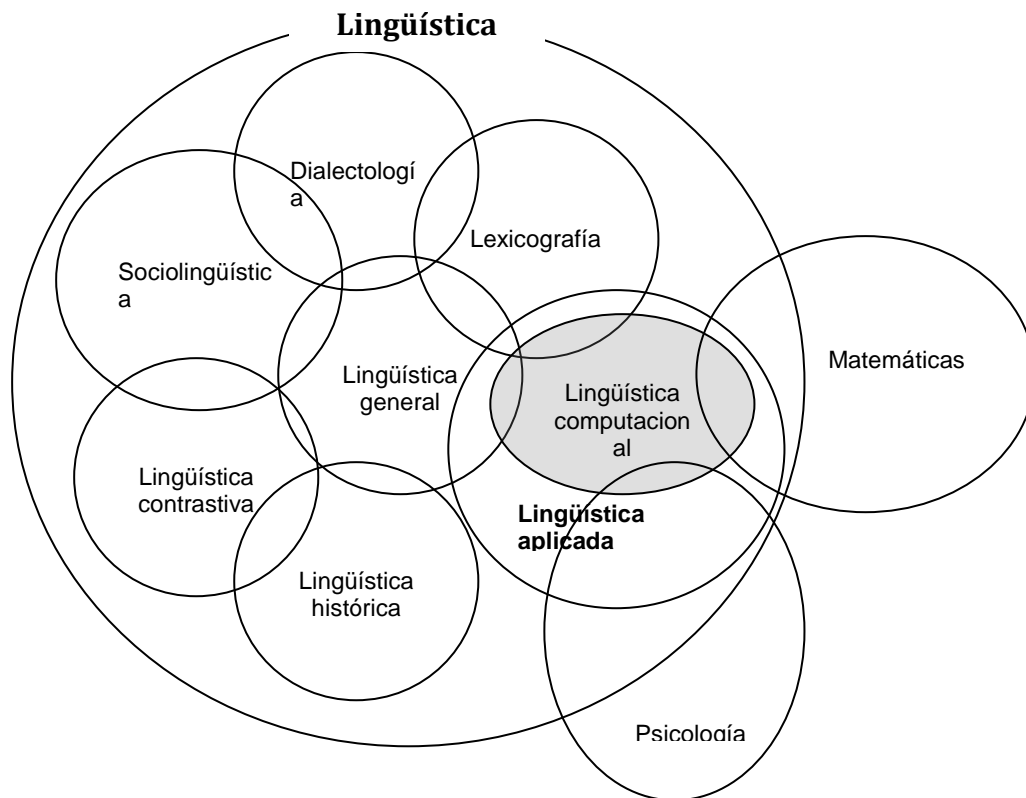 Lingüística
Dialectologí
a
Lexicografía
Sociolingüístic
a
Matemáticas
Lingüística
general
Lingüística
computacion
al
Lingüística
contrastiva
Lingüística
aplicada
Lingüística
histórica
Psicología